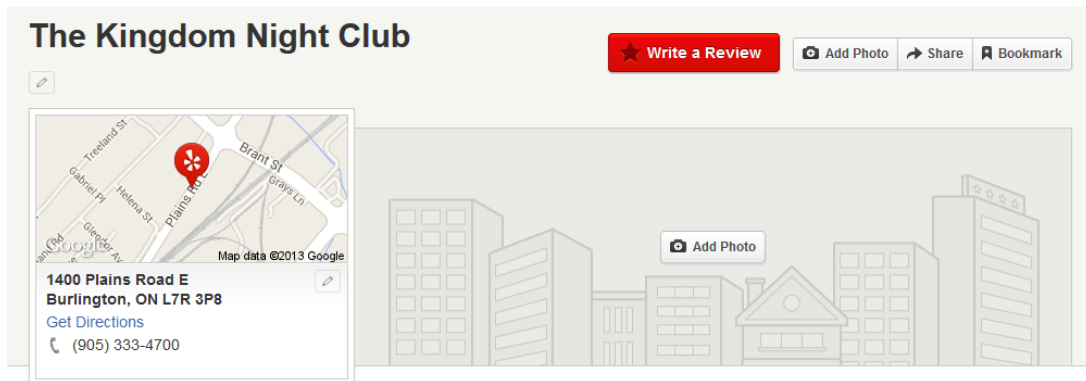 The Kingdom Night Club
Write a Review
Add Photo
Share
Bookmark
Treeland St
Brant St
Gabriel Pl
Helena St
Grays Ln
Plains Rd E
Google
Map data ©2013 Google
Add Photo
1400 Plains Road E
Burlington, ON L7R 3P8
Get Directions
(905) 333-4700